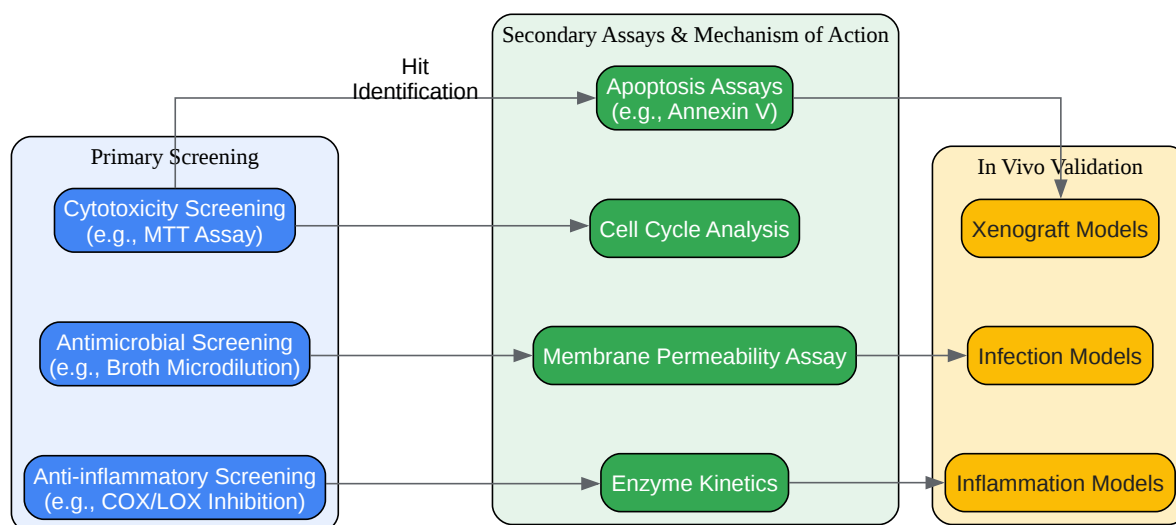 Secondary Assays & Mechanism of Action
Hit
Identification
Apoptosis Assays
(e.g., Annexin V)
Primary Screening
In Vivo Validation
Cytotoxicity Screening
(e.g., MTT Assay)
Cell Cycle Analysis
Xenograft Models
Antimicrobial Screening
(e.g., Broth Microdilution)
Membrane Permeability Assay
Infection Models
Anti-inflammatory Screening
(e.g., COX/LOX Inhibition)
Enzyme Kinetics
Inflammation Models